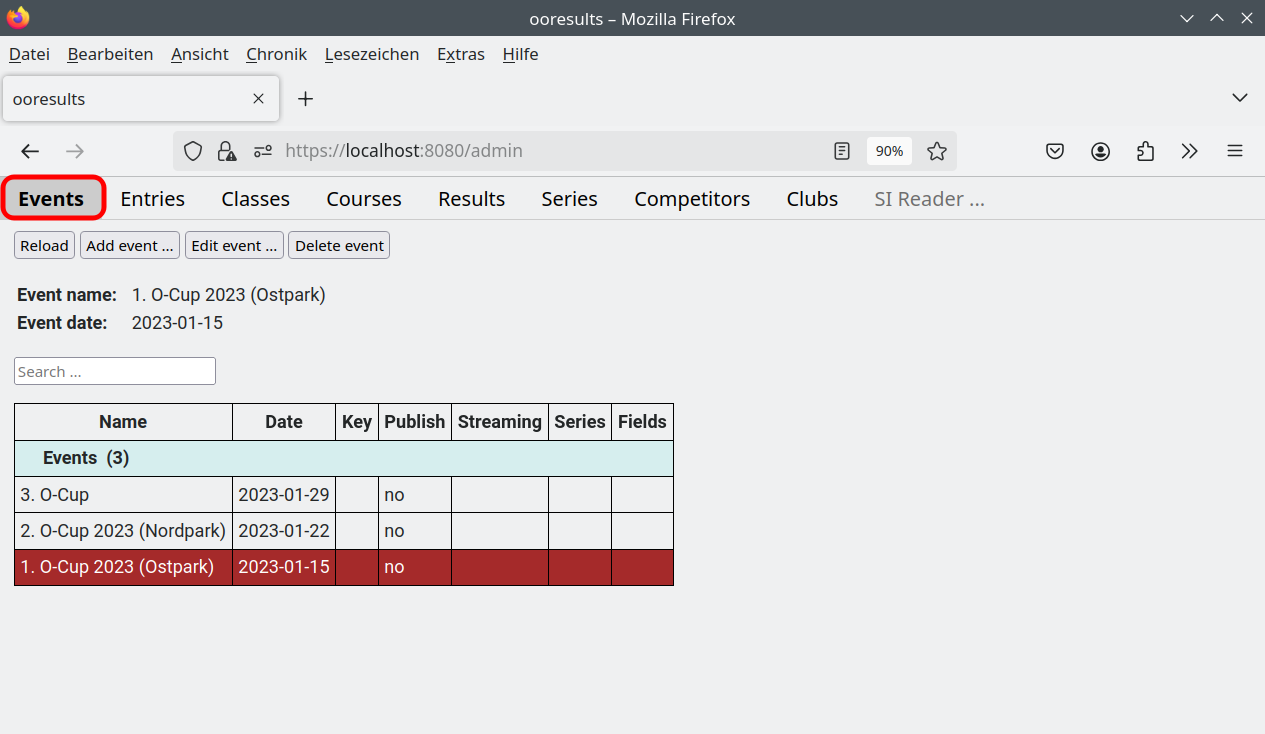 ooresults – Mozilla Firefox
Datei Bearbeiten Ansicht Chronik Lesezeichen Extras Hilfe
ooresults
https://localhost:8080/admin 90%
Events Entries Classes Courses Results Series Competitors Clubs SI Reader ...
Reload Add event ... Edit event ... Delete event
Event name: 1. O-Cup 2023 (Ostpark)
Event date: 2023-01-15
Search ...
Name Date Key Publish Streaming Series Fields
Events (3)
3. O-Cup 2023-01-29 no
2. O-Cup 2023 (Nordpark) 2023-01-22 no
1. O-Cup 2023 (Ostpark) 2023-01-15 no